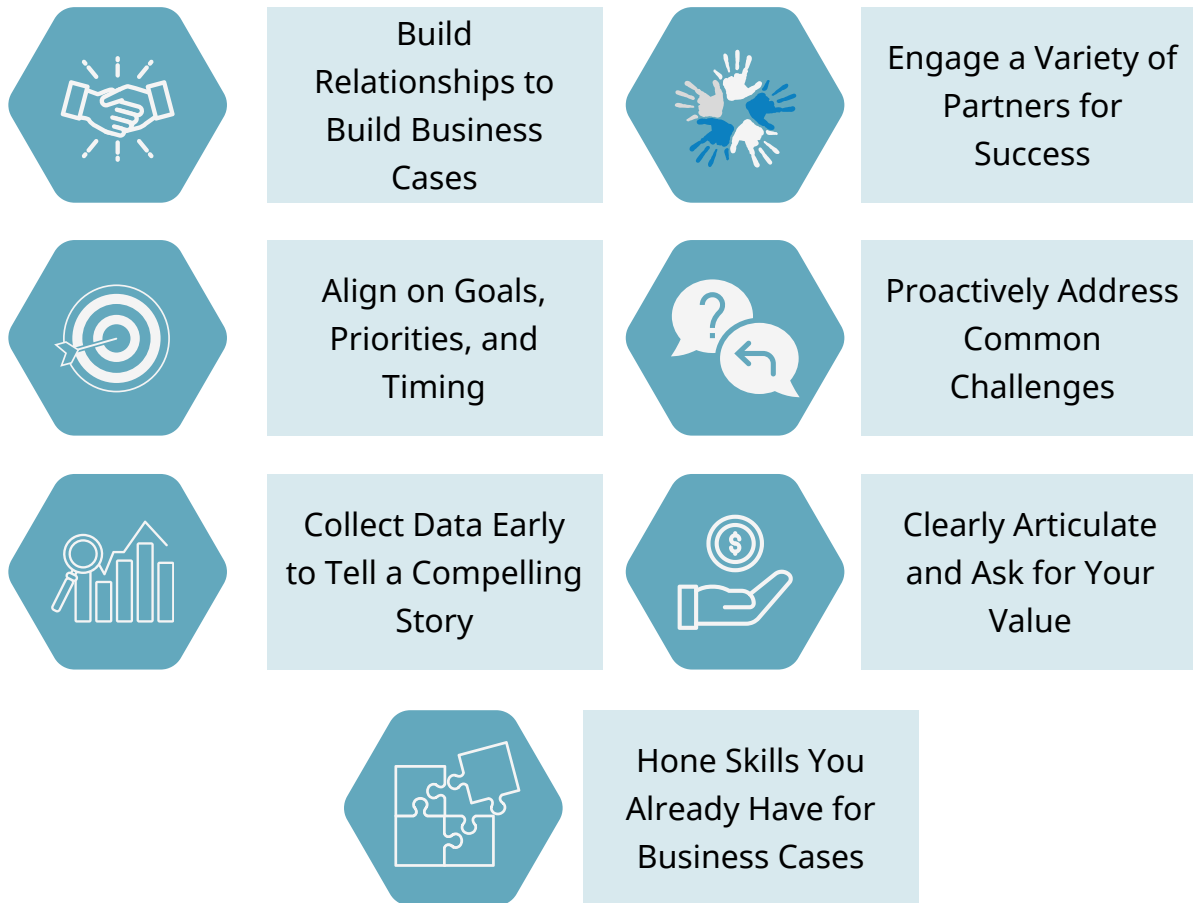 Build
Relationships to
Build Business
Cases
Engage a Variety of
Partners for
Success
Align on Goals,
Priorities, and
Timing
Proactively Address
Common
Challenges
Collect Data Early
to Tell a Compelling
Story
Clearly Articulate
and Ask for Your
Value
Hone Skills You
Already Have for
Business Cases